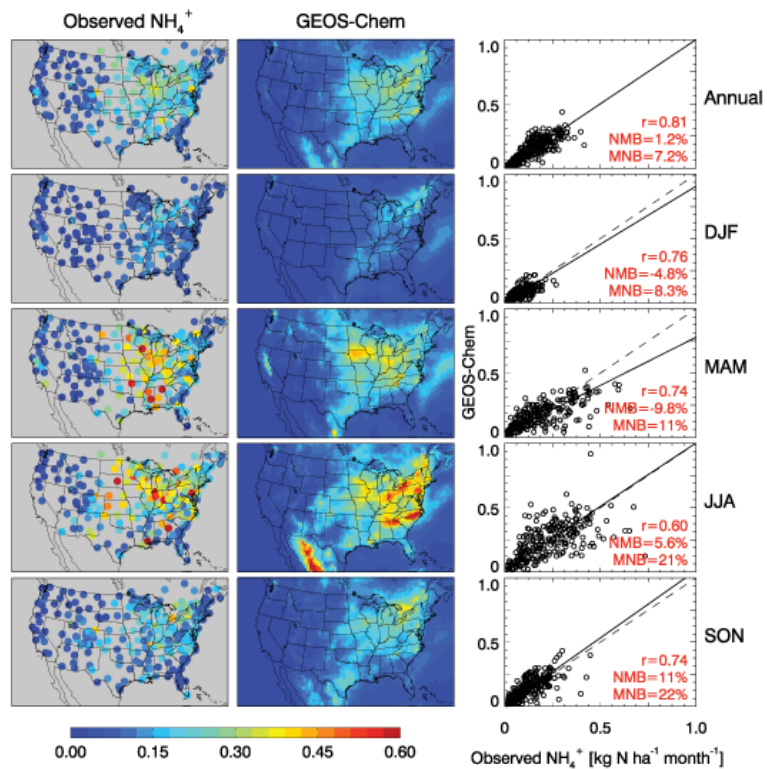 Observed NH4+
GEOS-Chem
1.0
0.5
0
r=0.81
NMB=1.2%
MNB=7.2%
Annual
1.0
0.5
0
r=0.76
NMB=-4.8%
MNB=8.3%
DJF
1.0
0.5
0
r=0.74
NMB=-9.8%
MNB=11%
MAM
GEOS-Chem
1.0
0.5
0
r=0.60
NMB=5.6%
MNB=21%
JJA
1.0
0.5
0
r=0.74
NMB=11%
MNB=22%
SON
0 0.5 1.0
Observed NH4+ [kg N ha-1 month-1]
0.00 0.15 0.30 0.45 0.60